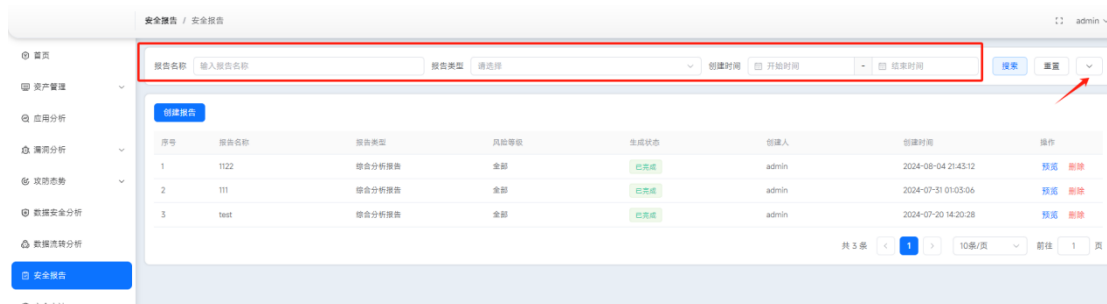 安全报告 / 安全报告
admin
首页
资产管理
应用分析
漏洞分析
攻防态势
数据安全分析
数据流转分析
安全报告
报告名称 输入报告名称 报告类型 请选择 创建时间 开始时间 - 结束时间 搜索 重置
创建报告
序号 报告名称 报告类型 风险等级 生成状态 创建人 创建时间 操作
1 1122 综合分析报告 全部 已完成 admin 2024-08-04 21:43:12 预览 删除
2 111 综合分析报告 全部 已完成 admin 2024-07-31 01:03:06 预览 删除
3 test 综合分析报告 全部 已完成 admin 2024-07-20 14:20:28 预览 删除
共 3 条 < 1 > 10条/页 前往 1 页